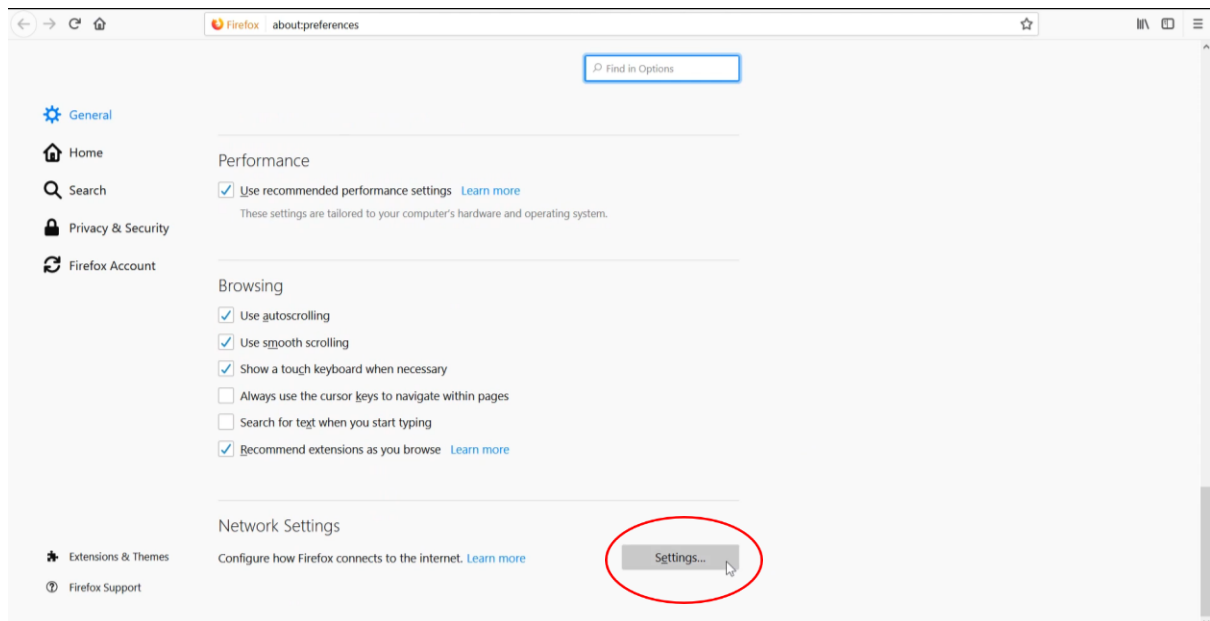 Firefox about:preferences
Find in Options
General
Home
Search
Privacy & Security
Firefox Account
Extensions & Themes
Firefox Support
Performance
Use recommended performance settings Learn more
These settings are tailored to your computer's hardware and operating system.
Browsing
Use autoscrolling
Use smooth scrolling
Show a touch keyboard when necessary
Always use the cursor keys to navigate within pages
Search for text when you start typing
Recommend extensions as you browse Learn more
Network Settings
Configure how Firefox connects to the internet. Learn more
Settings...